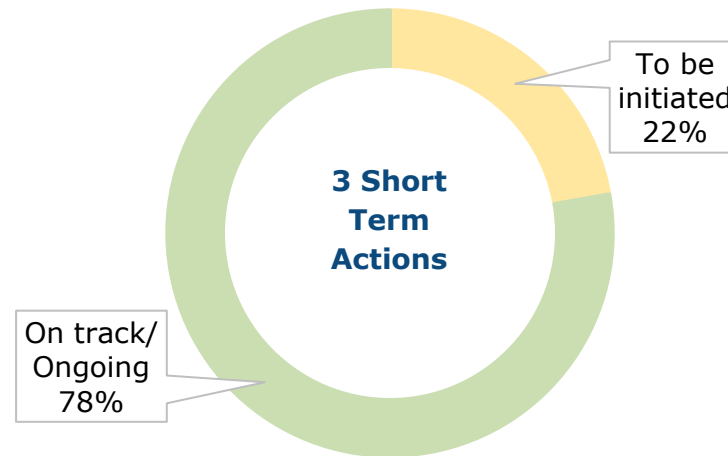 To be
initiated
22%
3 Short
Term
Actions
On track/
Ongoing
78%